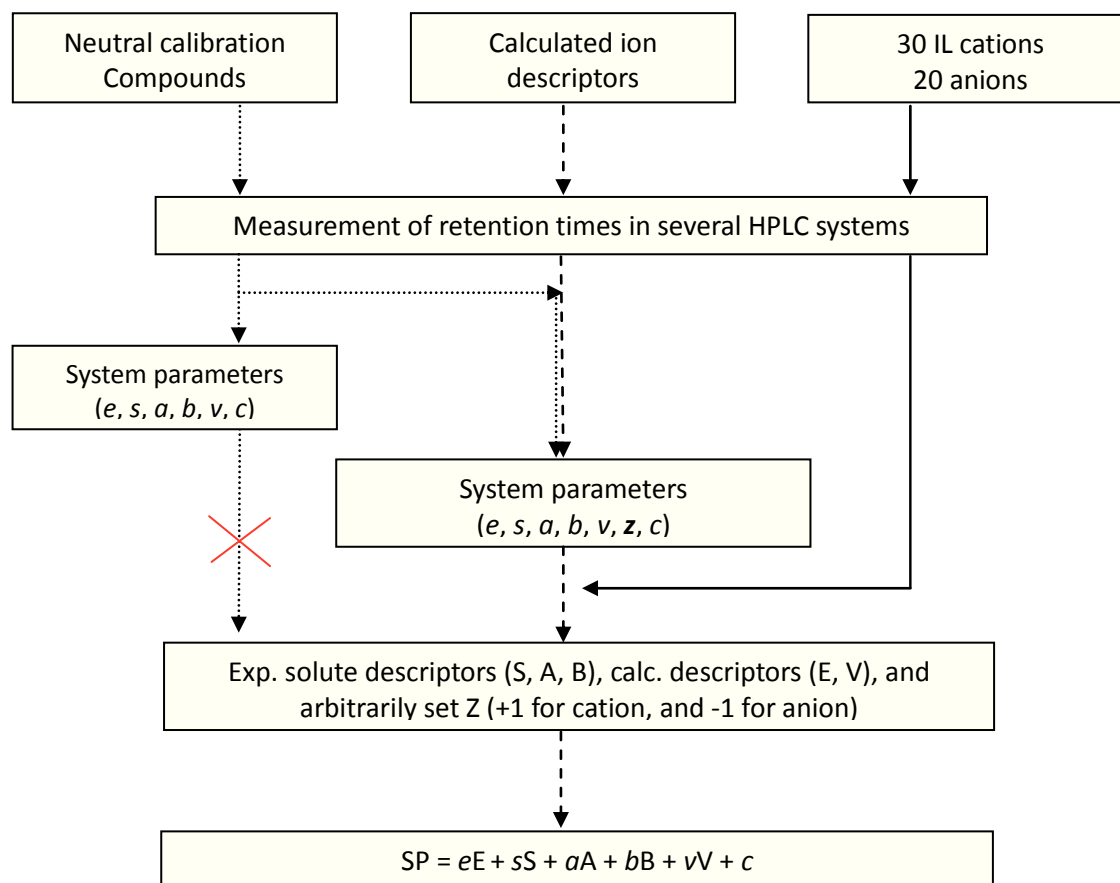 Neutral calibration
Compounds
Calculated ion
descriptors
30 IL cations
20 anions
Measurement of retention times in several HPLC systems
System parameters
(e, s, a, b, v, c)
System parameters
(e, s, a, b, v, z, c)
Exp. solute descriptors (S, A, B), calc. descriptors (E, V), and
arbitrarily set Z (+1 for cation, and -1 for anion)
SP = eE + sS + aA + bB + vV + c